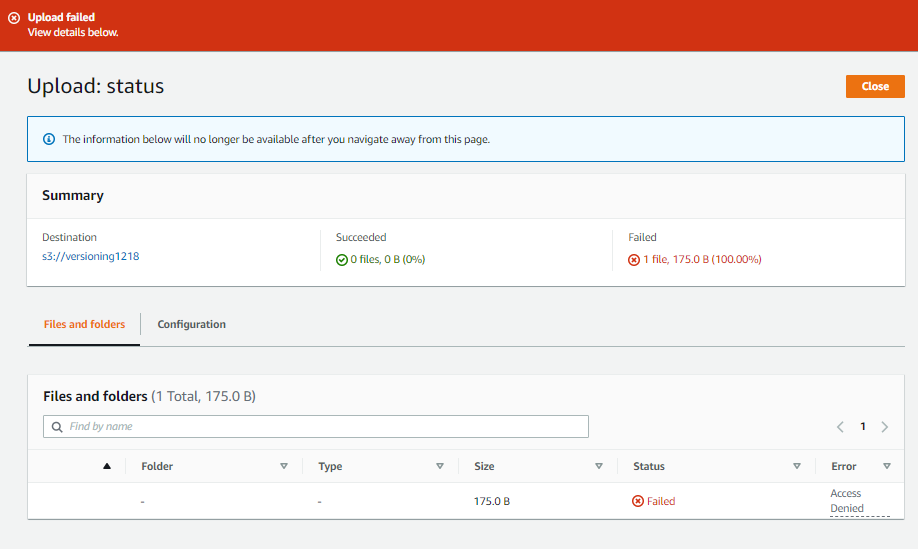 Upload failed
View details below.
Upload: status
Close
The information below will no longer be available after you navigate away from this page.
Summary
Destination
s3://versioning1218
Succeeded
0 files, 0 B (0%)
Failed
1 file, 175.0 B (100.00%)
Files and folders
Configuration
Files and folders (1 Total, 175.0 B)
Find by name
1
Folder Type Size Status Error
- - 175.0 B Failed Access
Denied